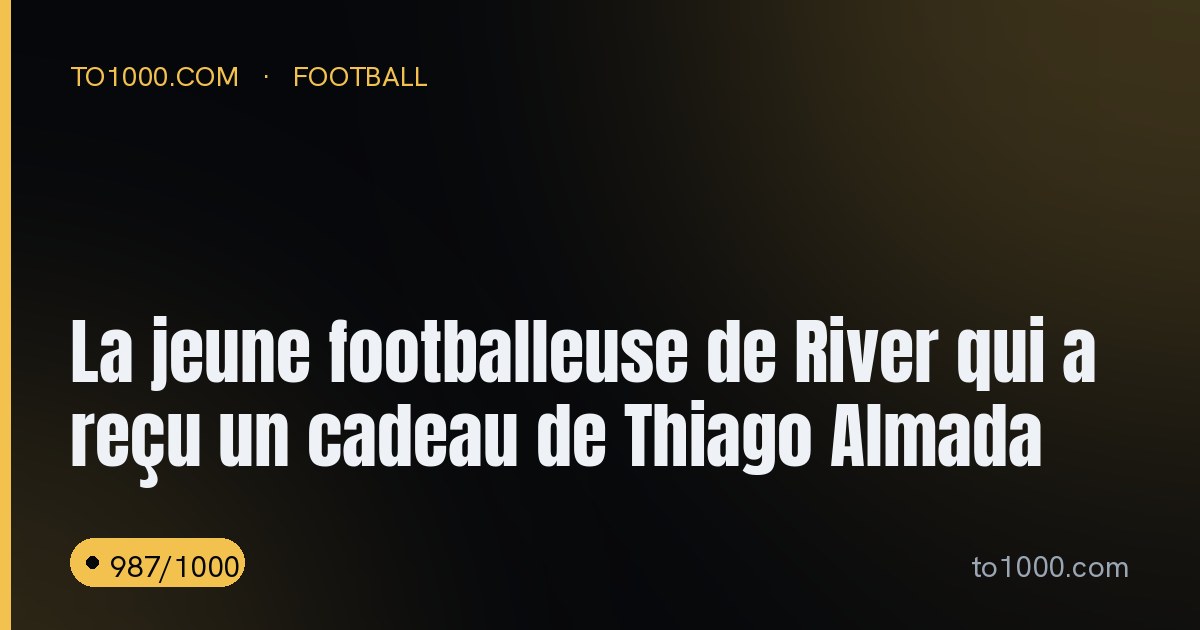 TO1000.COM · FOOTBALL
La jeune footballeuse de River qui a
reçu un cadeau de Thiago Almada
987/1000
to1000.com